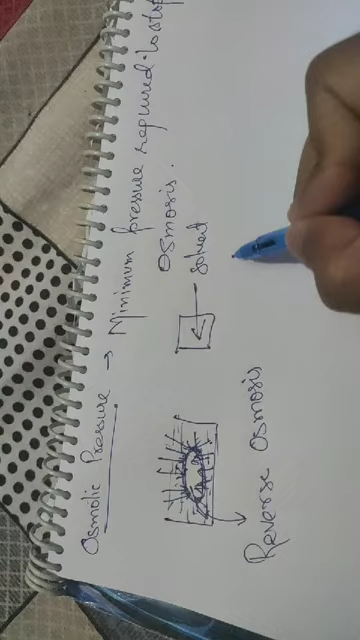 Osmotic Pressure → Minimum pressure required to stop
Osmosis.
solvent
Reverse Osmosis